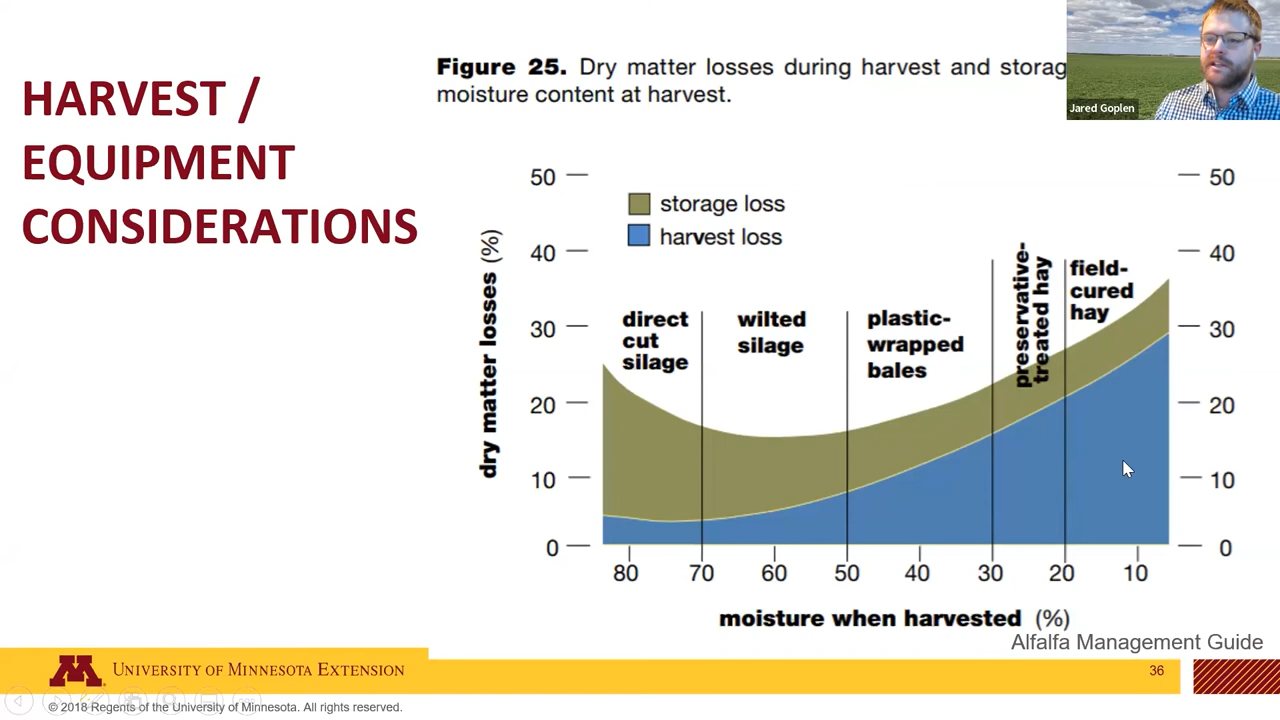 HARVEST /
EQUIPMENT
CONSIDERATIONS
Figure 25. Dry matter losses during harvest and storag
moisture content at harvest.
Jared Goplen
storage loss
harvest loss
dry matter losses (%)
50
40
30
20
10
0
direct
cut
silage
wilted
silage
plastic-
wrapped
bales
preservative-
treated hay
field-
cured
hay
50
40
30
20
10
0
80 70 60 50 40 30 20 10
moisture when harvested (%)
Alfalfa Management Guide
M UNIVERSITY OF MINNESOTA EXTENSION
36
© 2018 Regents of the University of Minnesota. All rights reserved.